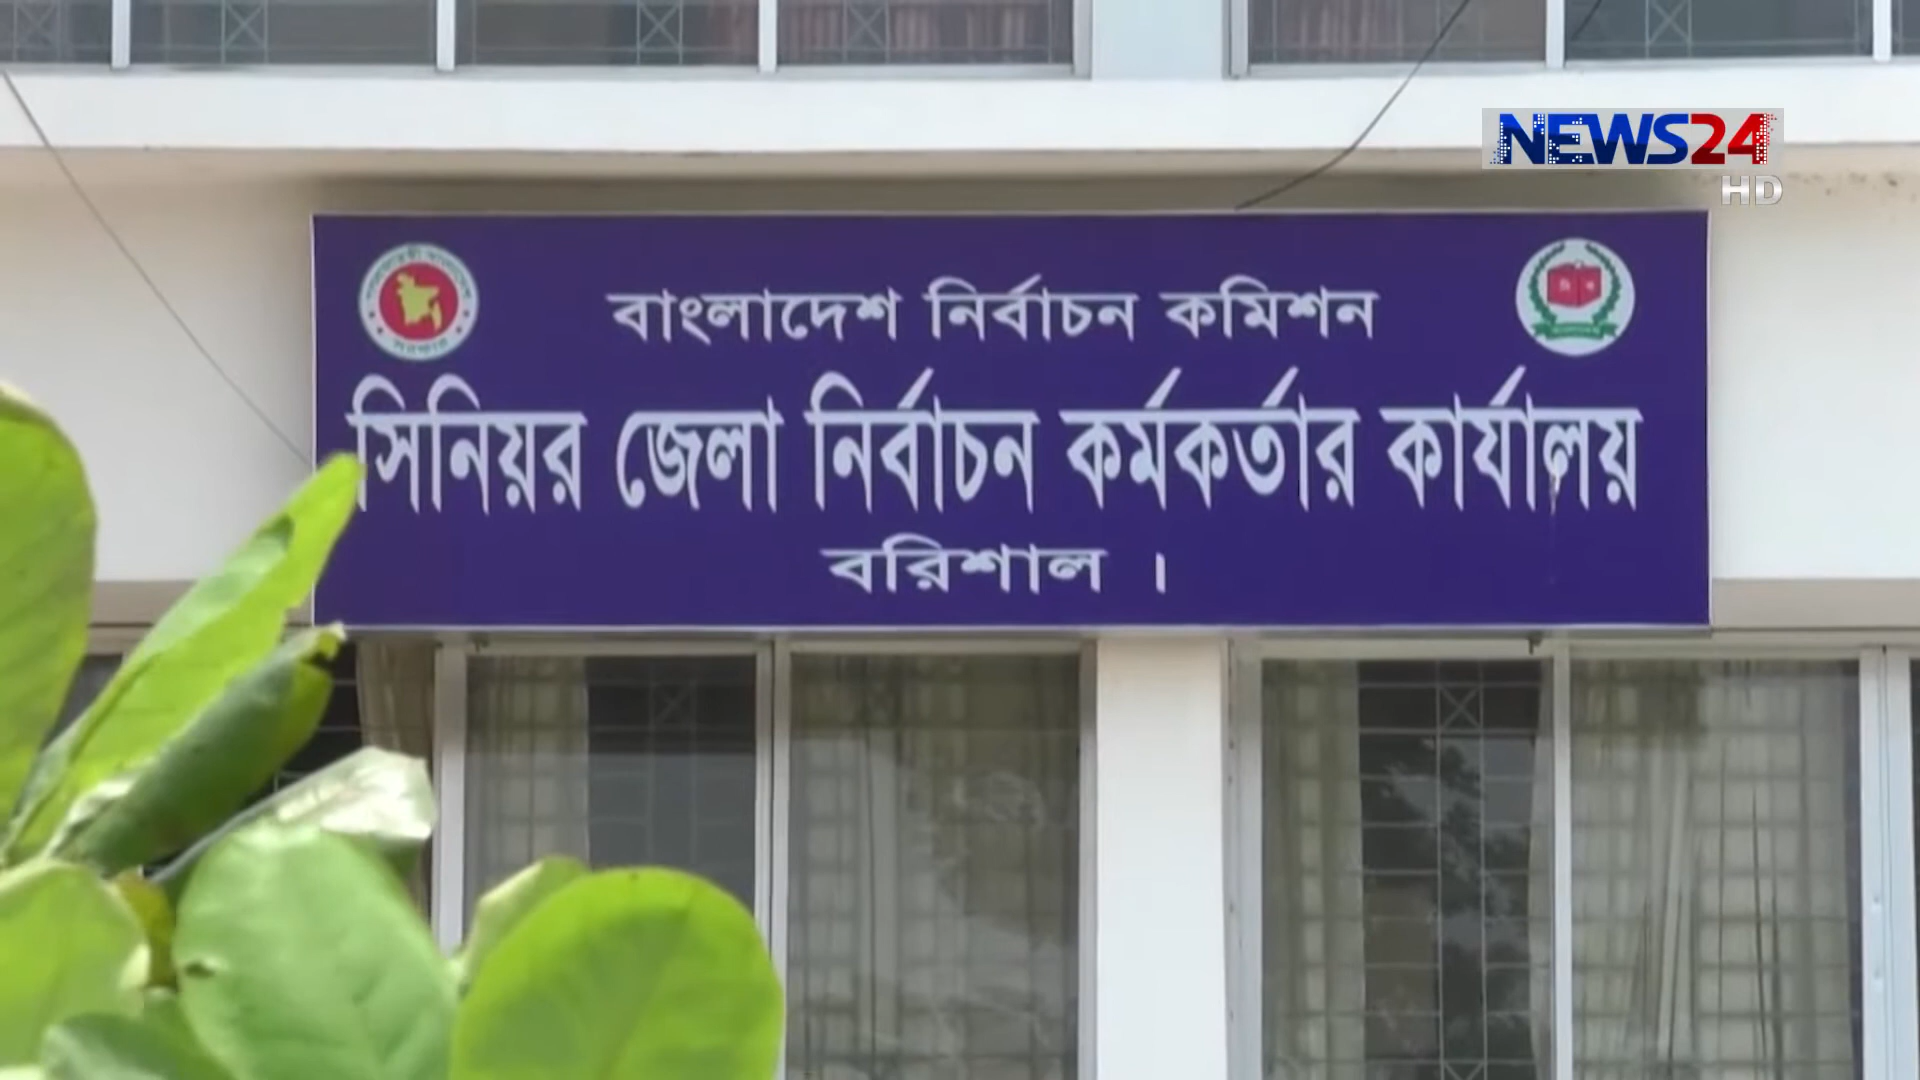 NEWS24
HD
বাংলাদেশ নির্বাচন কমিশন
সিনিয়র জেলা নির্বাচন কর্মকর্তার কার্যালয়
বরিশাল ।